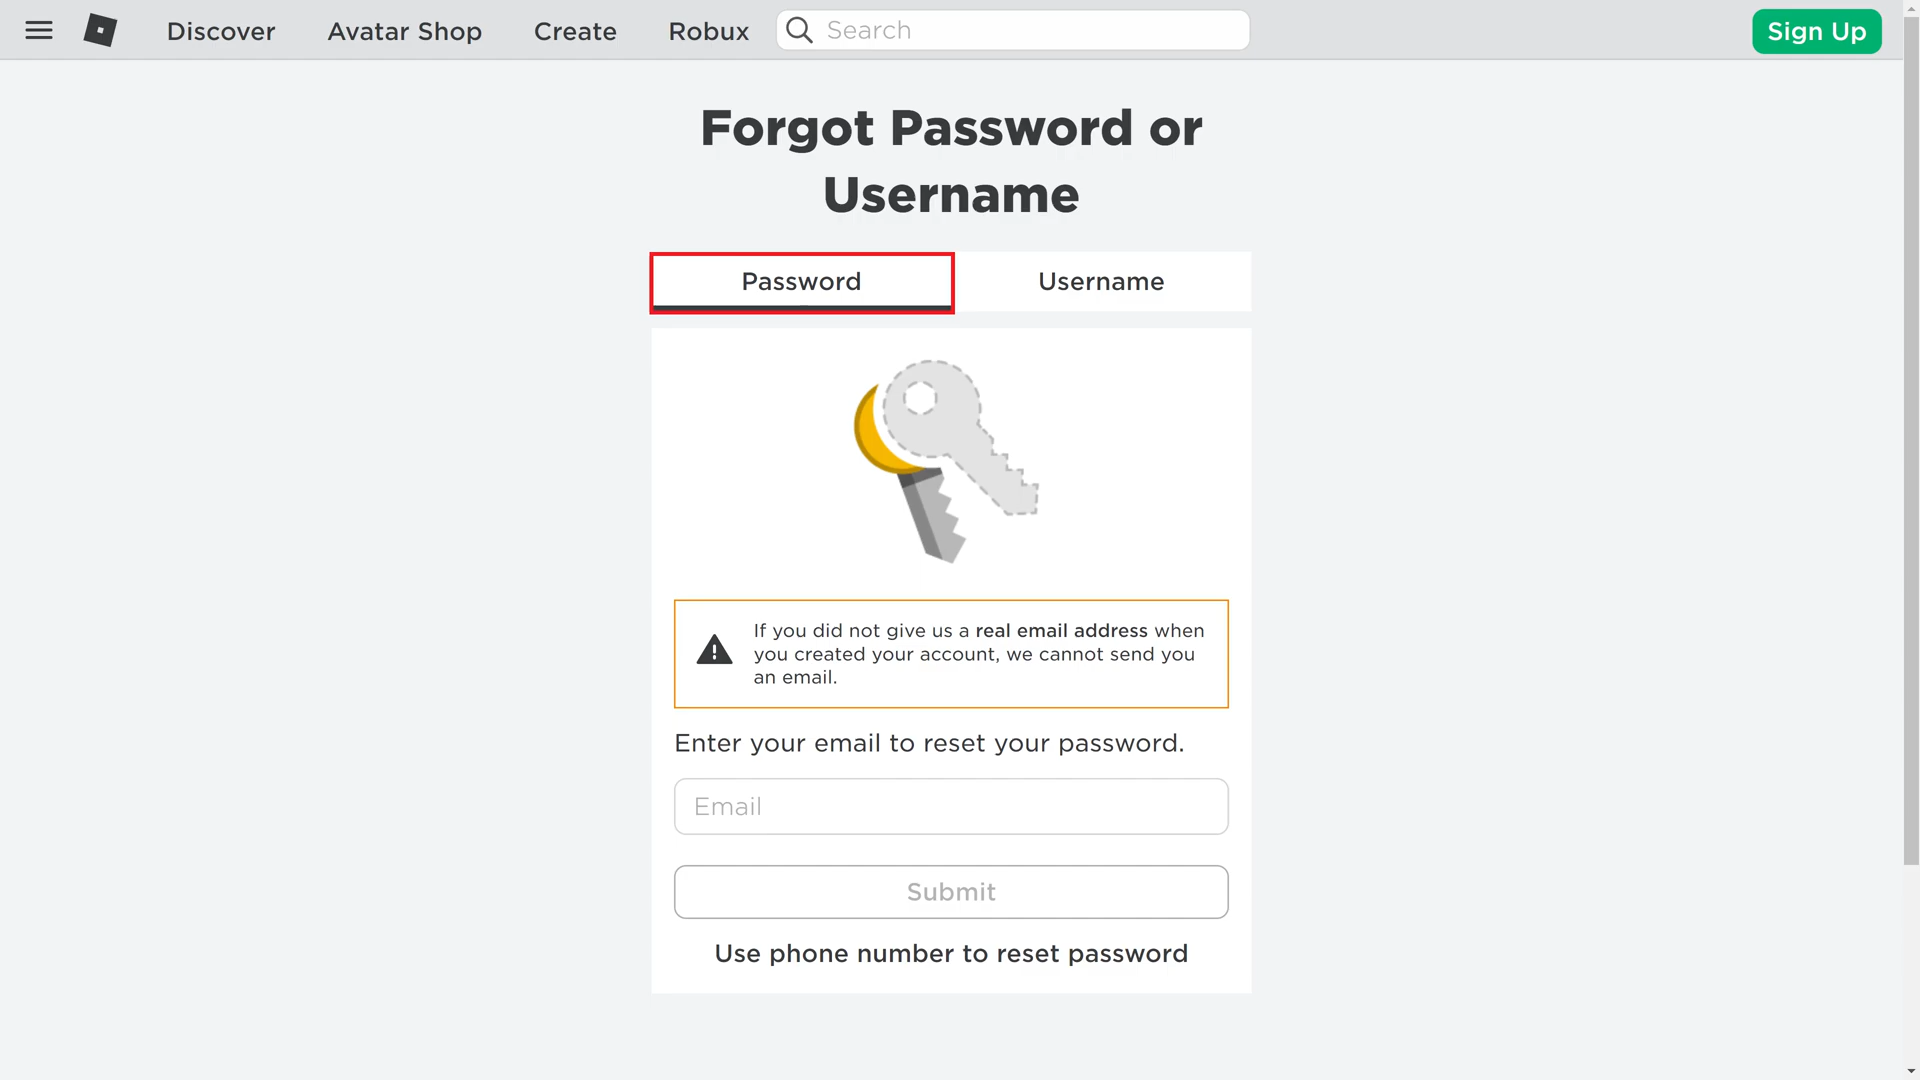 Discover Avatar Shop Create Robux Search Sign Up
Forgot Password or
Username
Password Username
If you did not give us a real email address when
you created your account, we cannot send you
an email.
Enter your email to reset your password.
Email
Submit
Use phone number to reset password